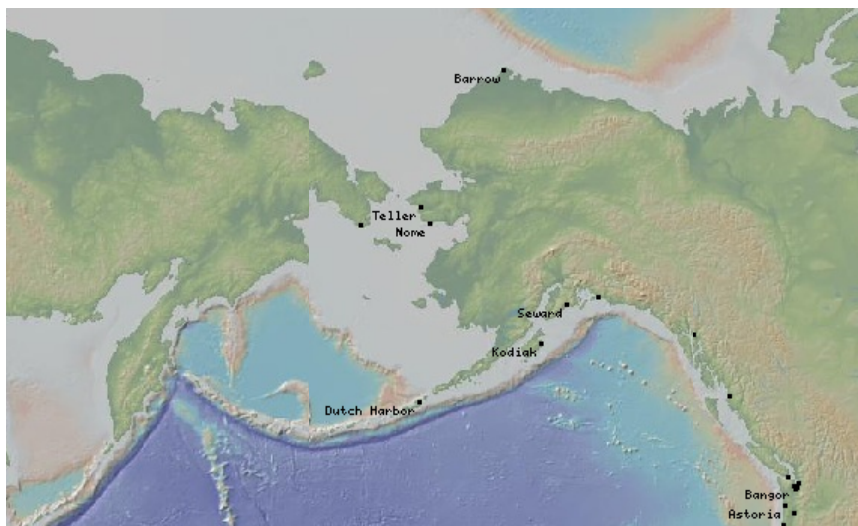 Barrow
Teller
Nome
Seward
Kodiak
Dutch Harbor
Bangor
Astoria